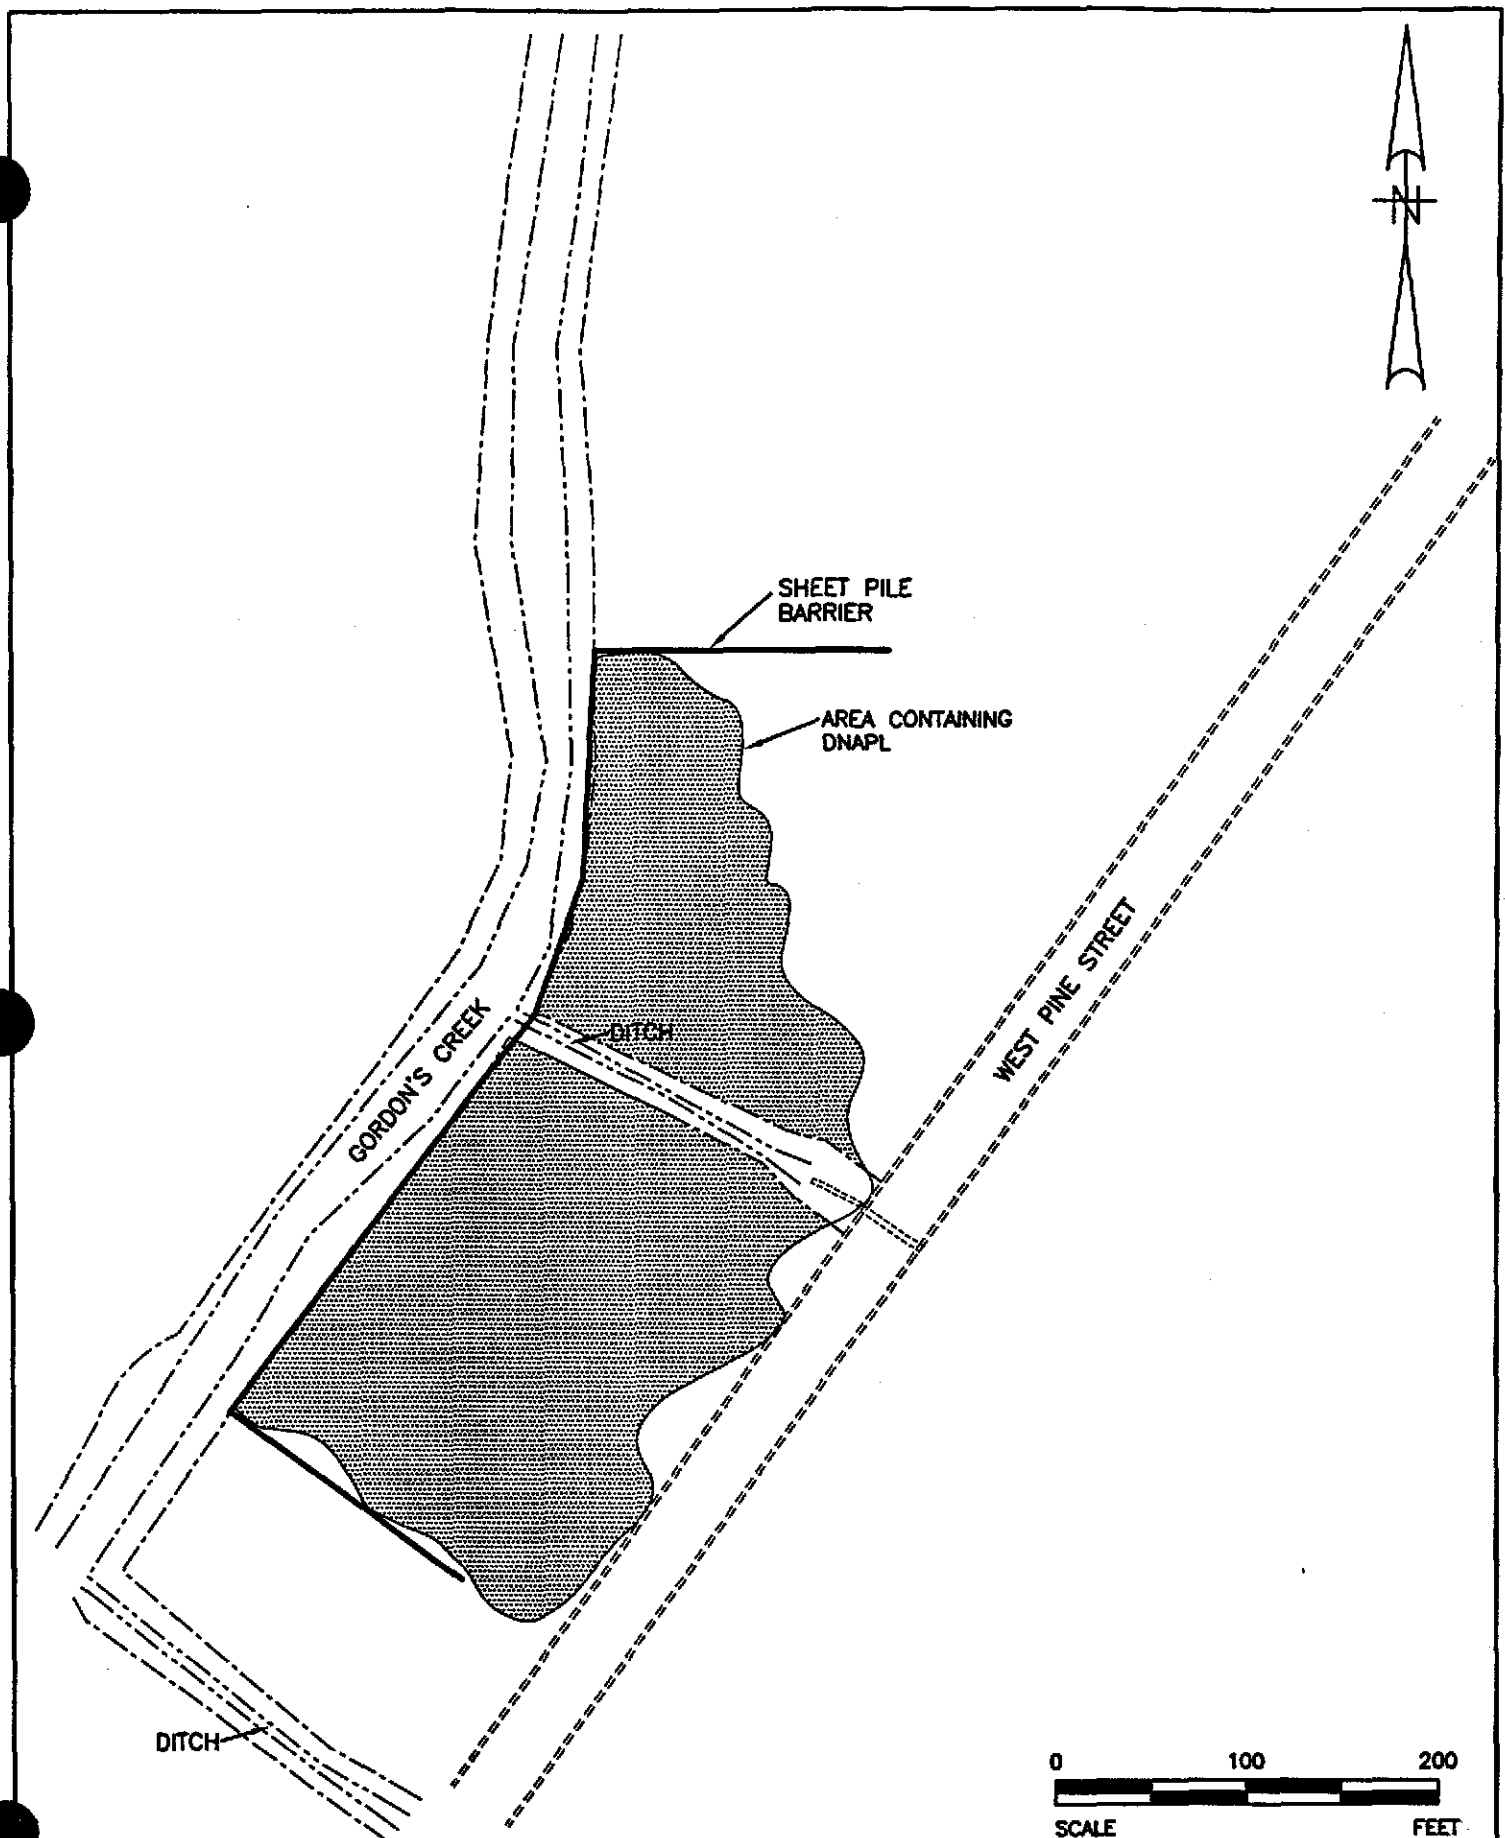 N
SHEET PILE
BARRIER
AREA CONTAINING
DNAPL
WEST PINE STREET
DITCH
GORDON'S CREEK
DITCH
0 100 200
SCALE FEET